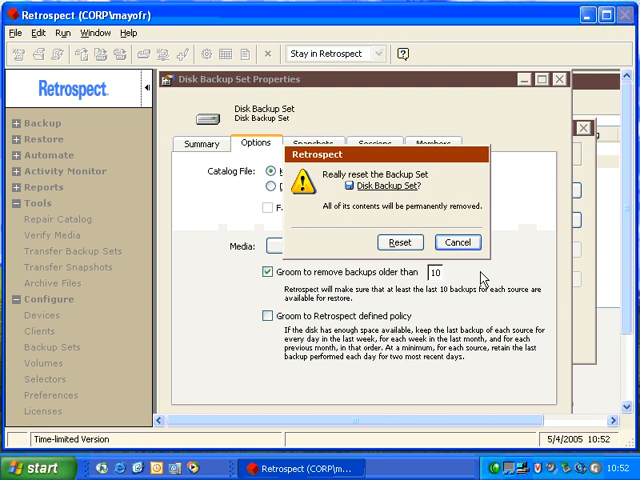 Retrospect (CORP\mayofr)
File Edit Run Window Help
Stay in Retrospect
Retrospect.
Backup
Restore
Automate
Activity Monitor
Reports
Tools
Repair Catalog
Verify Media
Transfer Backup Sets
Transfer Snapshots
Archive Files
Configure
Devices
Clients
Backup Sets
Volumes
Selectors
Preferences
Licenses
Disk Backup Set Properties
Disk Backup Set
Disk Backup Set
Summary Options Snapshots Sessions Members
Catalog File:
Retrospect
Really reset the Backup Set
Disk Backup Set?
All of its contents will be permanently removed.
Reset Cancel
Media:
Groom to remove backups older than 10
Retrospect will make sure that at least the last 10 backups for each source are
available for restore.
Groom to Retrospect defined policy
If the disk has enough space available, keep the last backup of each source for
every day in the last week, for each week in the last month, and for each
previous month, in that order. At a minimum, for each source, retain the last
backup performed each day for two most recent days.
Time-limited Version
5/4/2005 10:52
start
Retrospect (CORP\m...
10:52